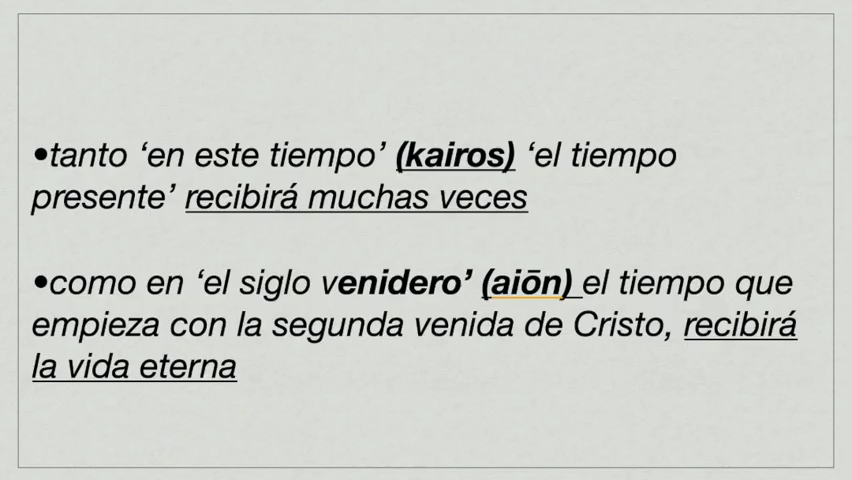 •tanto ‘en este tiempo’ (kairos) ‘el tiempo
presente’ recibirá muchas veces
•como en ‘el siglo venidero’ (aiōn) el tiempo que
empieza con la segunda venida de Cristo, recibirá
la vida eterna